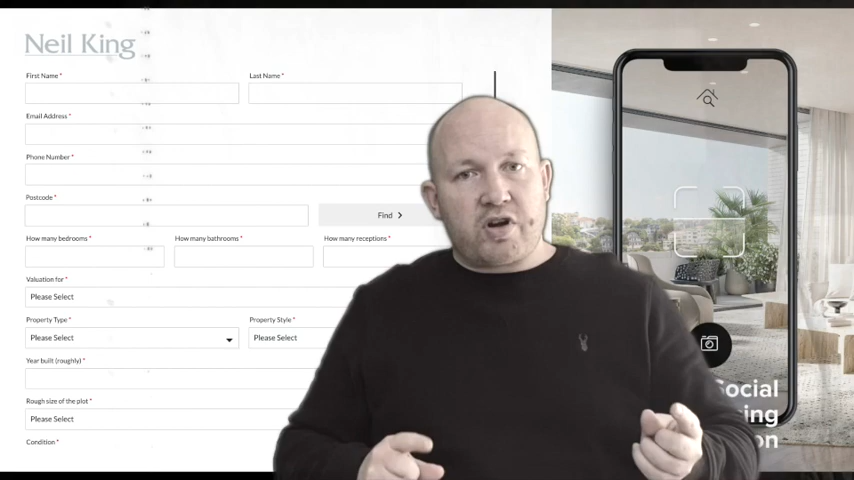 Neil King
First Name *
Last Name *
Email Address *
Phone Number *
Postcode *
Find
How many bedrooms *
How many bathrooms *
How many receptions *
Valuation for *
Please Select
Property Type *
Property Style *
Please Select
Please Select
Year built (roughly) *
Rough size of the plot *
Please Select
Condition *
Social
ing
on